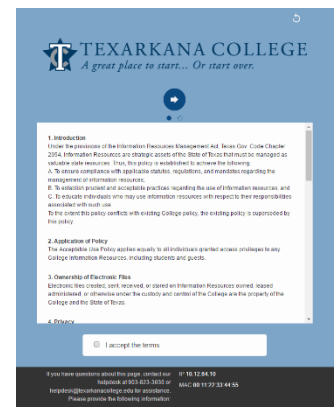 TEXARKANA COLLEGE
A great place to start... Or start over.
1. Introduction
Under the provisions of the Information Resources Management Act, Texas Gov. Code Chapter
2054, Information Resources are strategic assets of the State of Texas that must be managed as
valuable state resources. Thus, this policy is established to achieve the following:
A. To ensure compliance with applicable statutes, regulations, and mandates regarding the
management of information resources;
B. To establish prudent and acceptable practices regarding the use of information resources; and
C. To educate individuals who may use information resources with respect to their responsibilities
associated with such use.
To the extent this policy conflicts with existing College policy, the existing policy is superseded by
this policy.
2. Application of Policy
The Acceptable Use Policy applies equally to all individuals granted access privileges to any
College Information Resources, including students and guests.
3. Ownership of Electronic Files
Electronic files created, sent, received, or stored on Information Resources owned, leased
administered, or otherwise under the custody and control of the College are the property of the
College and the State of Texas.
4. Privacy
I accept the terms
If you have questions about this page, contact our
helpdesk at 903-823-3030 or
helpdesk@texarkanacollege.edu for assistance.
Please provide the following information:
IP 10.12.64.10
MAC 00:11:22:33:44:55